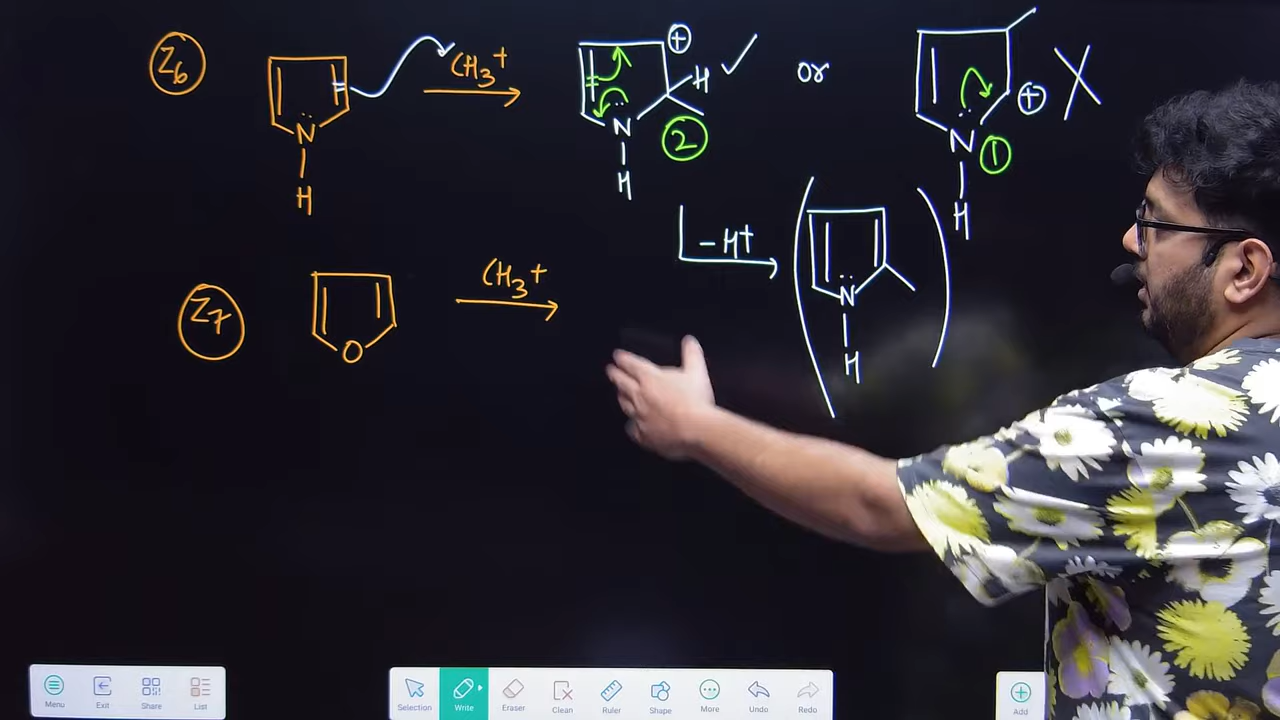 Z6
N
H
CH3+
⊕
H
②
N
H
or
⊕
X
①
N
H
-H+
N
H
Z7
O
CH3+
Menu
Exit
Share
List
Selection
Write
Eraser
Clean
Ruler
Shape
More
Undo
Redo
Add